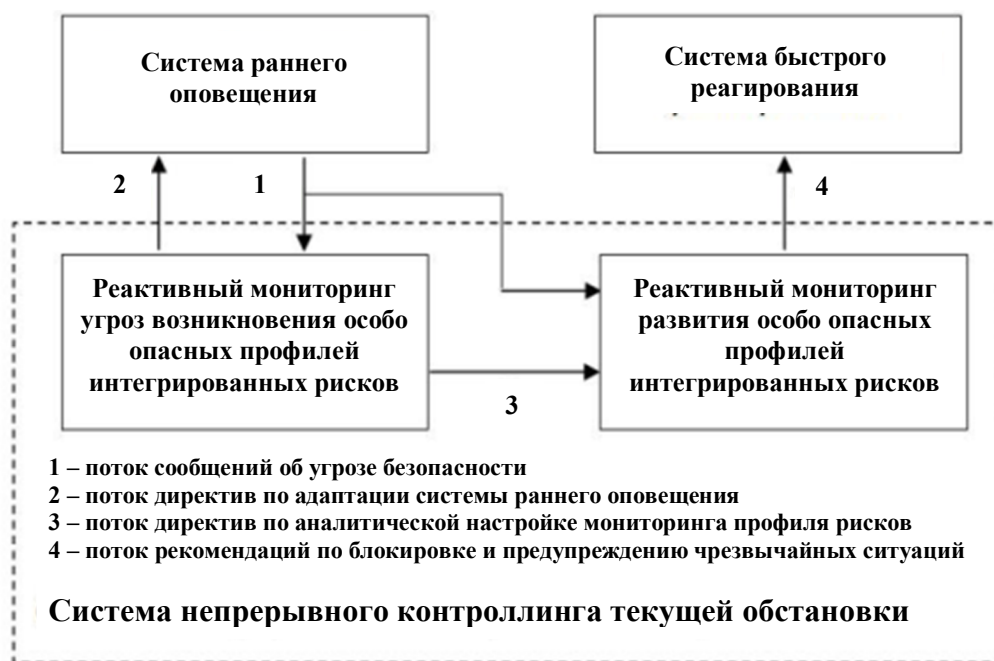 Система раннего
оповещения
Система быстрого
реагирования
2
1
4
Реактивный мониторинг
угроз возникновения особо
опасных профилей
интегрированных рисков
Реактивный мониторинг
развития особо опасных
профилей
интегрированных рисков
3
1 – поток сообщений об угрозе безопасности
2 – поток директив по адаптации системы раннего оповещения
3 – поток директив по аналитической настройке мониторинга профиля рисков
4 – поток рекомендаций по блокировке и предупреждению чрезвычайных ситуаций
Система непрерывного контроллинга текущей обстановки